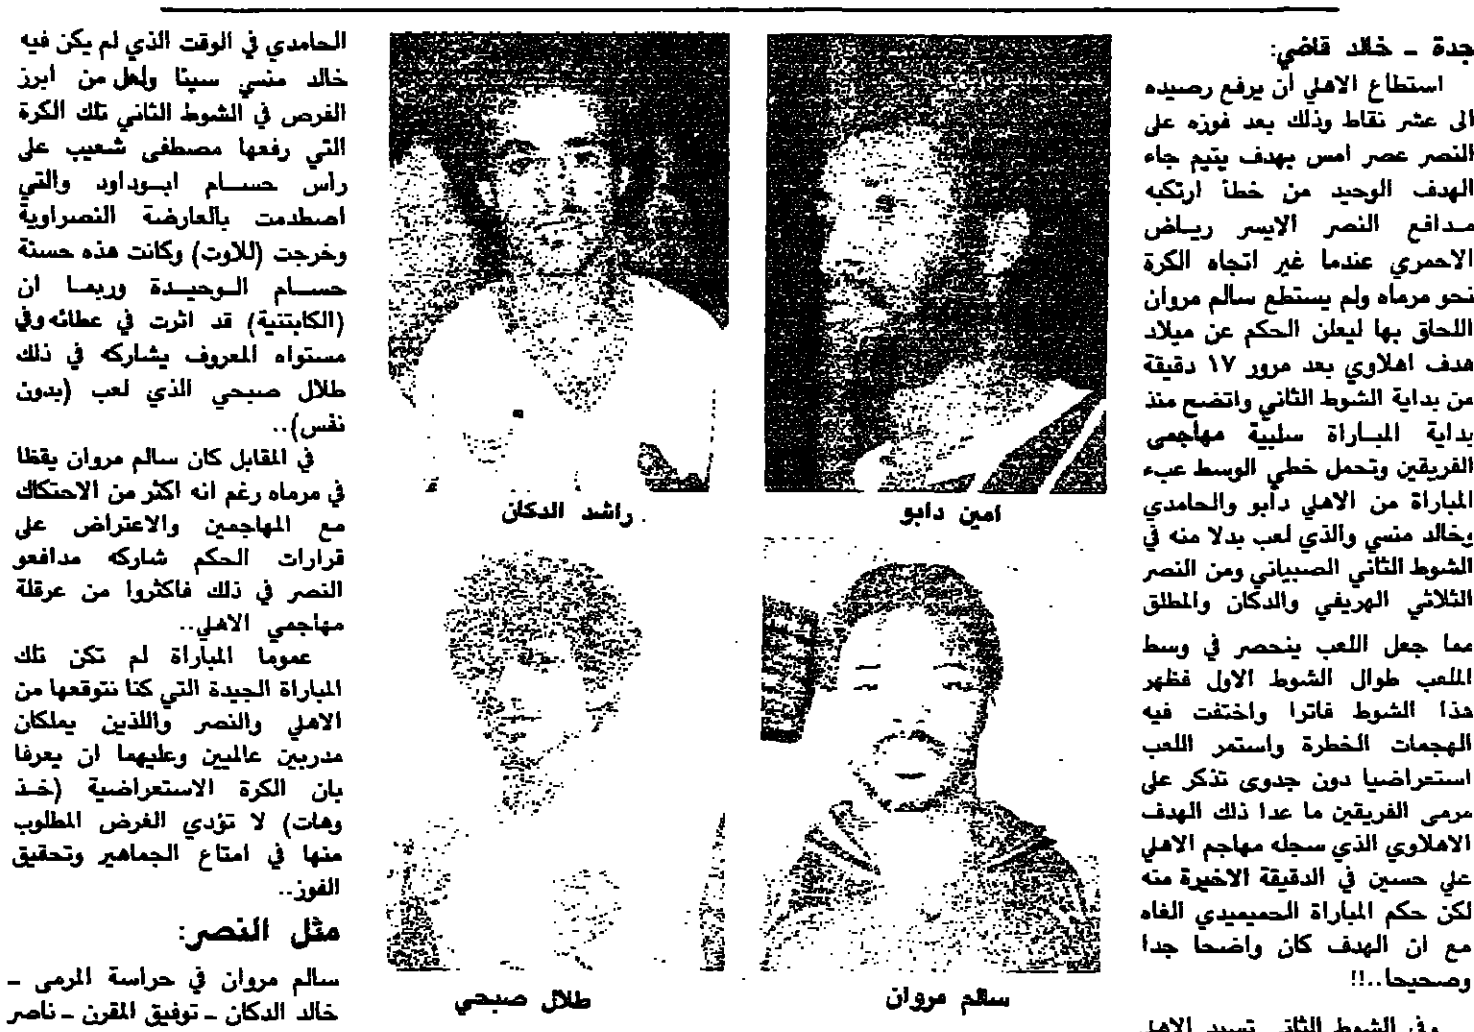 جدة ــ خالد قاضي:
استطاع الاهلي أن يرفع رصيده
الى عشر نقاط وذلك بعد فوزه على
النصر عصر امس بهدف يتيم جاء
الهدف الوحيد من خطأ ارتكبه
مدافع النصر الايسر رياض
الاحمري عندما غير اتجاه الكرة
نحو مرماه ولم يستطع سالم مروان
اللحاق بها ليعلن الحكم عن ميلاد
هدف اهلاوي بعد مرور ١٧ دقيقة
من بداية الشوط الثاني واتضح منذ
بداية المباراة سلبية مهاجمى
الفريقين وتحمل خطي الوسط عبء
المباراة من الاهلي دابو والحامدي
وخالد منسي والذي لعب بدلا منه في
الشوط الثاني الصبياني ومن النصر
الثلاثي الهريفي والدكان والمطلق
مما جعل اللعب ينحصر في وسط
الملعب طوال الشوط الاول فظهر
هذا الشوط فاترا واختفت فيه
الهجمات الخطرة واستمر اللعب
استعراضيا دون جدوى تذكر على
مرمى الفريقين ما عدا ذلك الهدف
الاهلاوي الذي سجله مهاجم الاهلي
علي حسين في الدقيقة الاخيرة منه
لكن حكم المباراة الحميميدي الغاه
مع ان الهدف كان واضحا جدا
وصحيحا..!!
وفي الشوط الثاني تسيد الاهلي
امين دابو
راشد الدكان
سالم مروان
طلال صبحي
الحامدي في الوقت الذي لم يكن فيه
خالد منسي سيئا ولعل من ابرز
الفرص في الشوط الثاني تلك الكرة
التي رفعها مصطفى شعيب على
راس حسام ابوداود والتي
اصطدمت بالعارضة النصراوية
وخرجت (للاوت) وكانت هذه حسنة
حسام الوحيدة وربما ان
(الكابتنية) قد اثرت في عطائه وفي
مستواه المعروف يشاركه في ذلك
طلال صبحي الذي لعب (بدون
نفس)..
في المقابل كان سالم مروان يقظا
في مرماه رغم انه اكثر من الاحتكاك
مع المهاجمين والاعتراض على
قرارات الحكم شاركه مدافعو
النصر في ذلك فاكثروا من عرقلة
مهاجمي الاهلي..
عموما المباراة لم تكن تلك
المباراة الجيدة التي كنا نتوقعها من
الاهلي والنصر واللذين يملكان
مدربين عالميين وعليهما ان يعرفا
بان الكرة الاستعراضية (خذ
وهات) لا تؤدي الغرض المطلوب
منها في امتاع الجماهير وتحقيق
الفوز..
مثل النصر:
سالم مروان في حراسة المرمى ــ
خالد الدكان ــ توفيق المقرن ــ ناصر